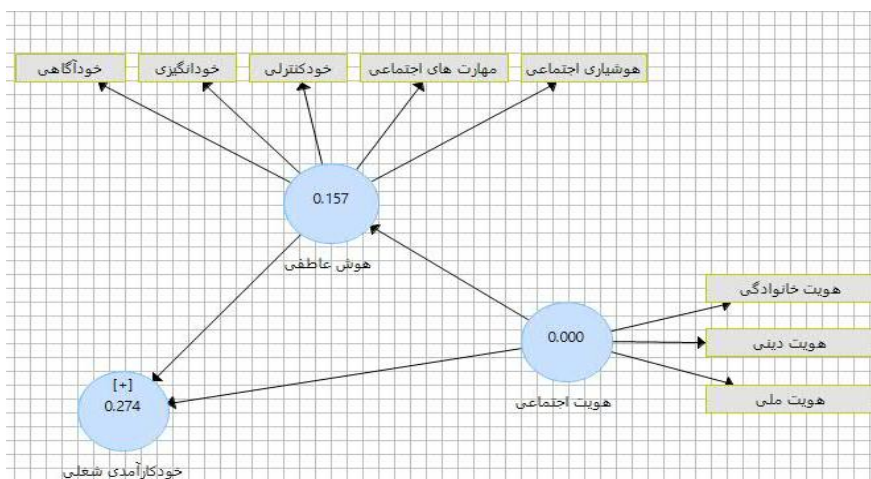 هوشیاری اجتماعی
مهارت های اجتماعی
خودکنترلی
خودانگیزی
خودآگاهی
0.157
هوش عاطفی
هویت خانوادگی
0.000
هویت دینی
هویت ملی
هویت اجتماعی
[+]
0.274
خودکارآمدی شغلی